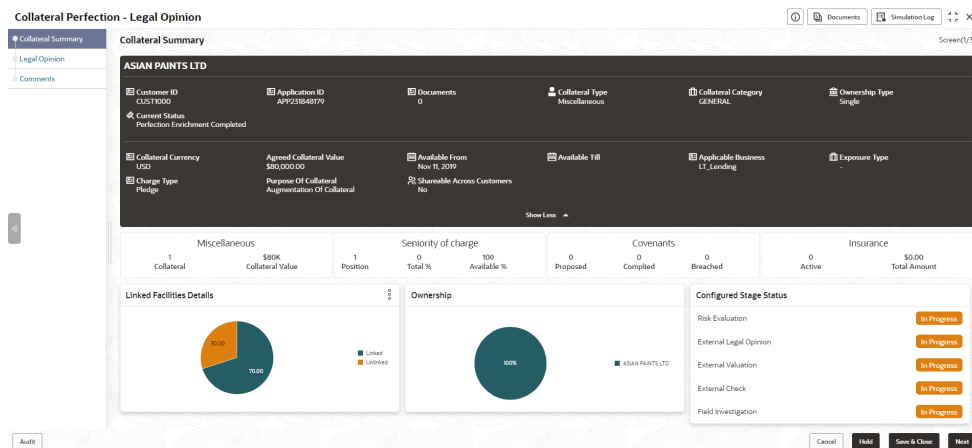 Collateral Perfection - Legal Opinion
Documents
Simulation Log
Collateral Summary
Legal Opinion
Comments
Collateral Summary
Screen(1/3
ASIAN PAINTS LTD
Customer ID
CUST1000
Application ID
APP231848179
Documents
0
Collateral Type
Miscellaneous
Collateral Category
GENERAL
Ownership Type
Single
Current Status
Perfection Enrichment Completed
Collateral Currency
USD
Agreed Collateral Value
$80,000.00
Available From
Nov 11, 2019
Available Till
Applicable Business
LT_Lending
Exposure Type
Charge Type
Pledge
Purpose Of Collateral
Augmentation Of Collateral
Shareable Across Customers
No
Show Less
Miscellaneous
1 $80K
Collateral Collateral Value
Seniority of charge
1 0 100
Position Total % Available %
Covenants
0 0 0
Proposed Complied Breached
Insurance
0 $0.00
Active Total Amount
Linked Facilities Details
30.00
70.00
Linked
Unlinked
Ownership
100%
ASIAN PAINTS LTD
Configured Stage Status
Risk Evaluation In Progress
External Legal Opinion In Progress
External Valuation In Progress
External Check In Progress
Field Investigation In Progress
Audit
Cancel
Hold
Save & Close
Next